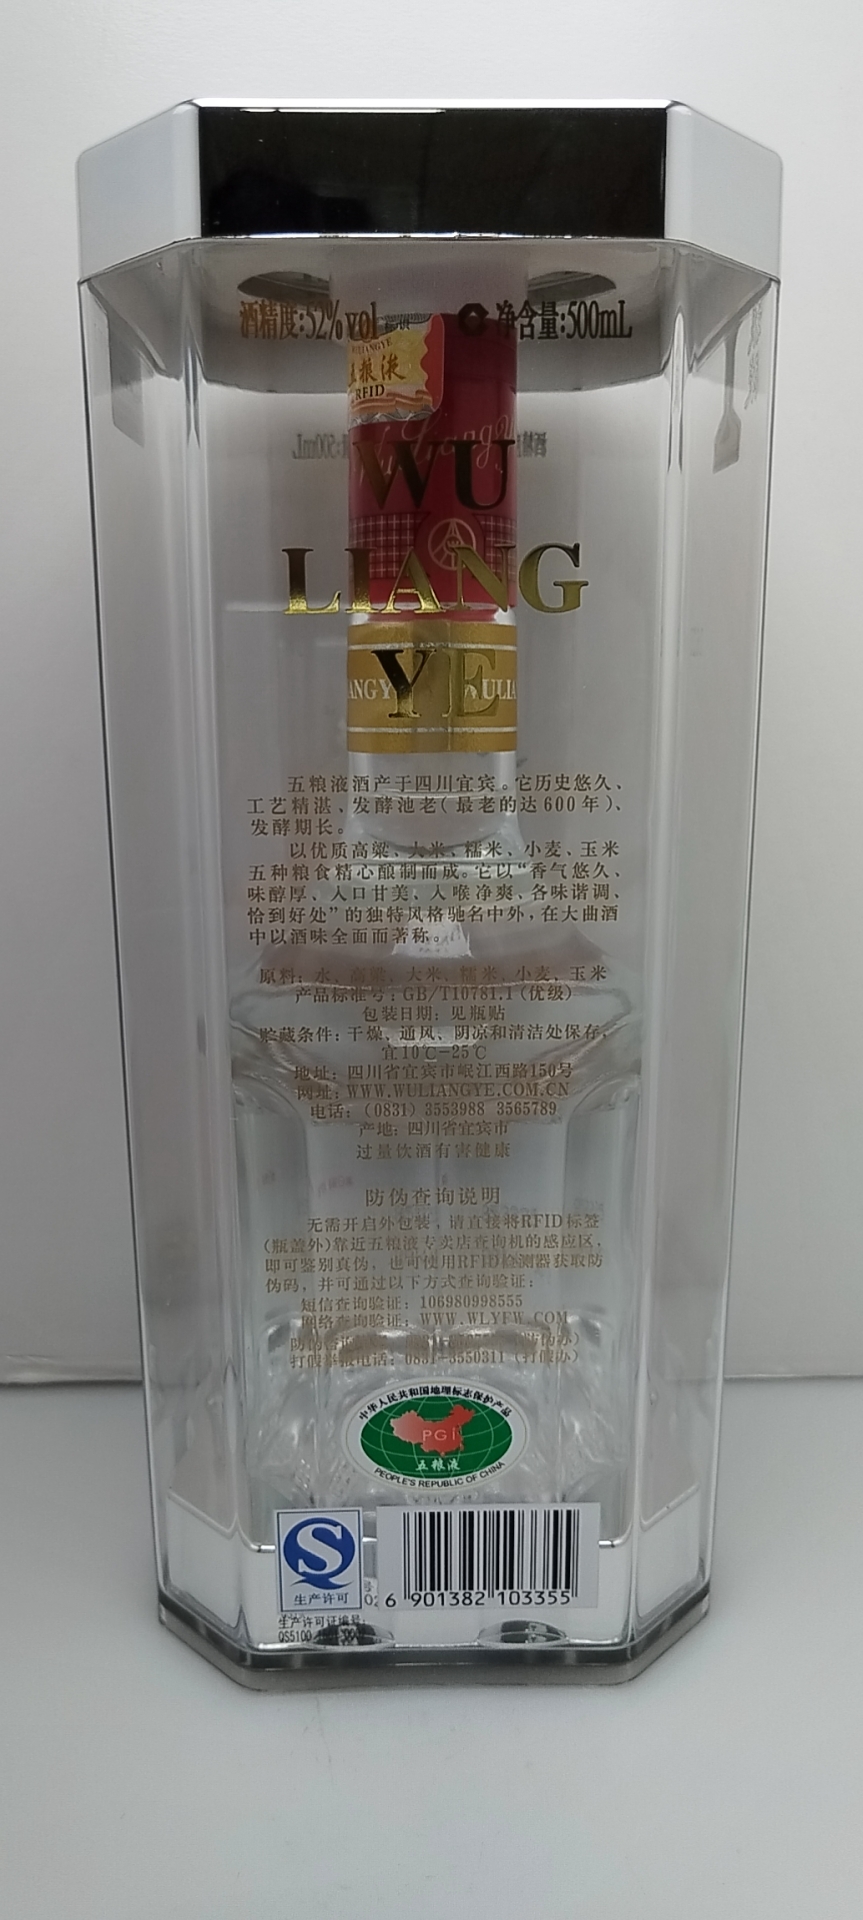 酒精度:52%vol 净含量:500mL
WULIANGYE
五粮液
RFID
WU
LIANG
YE
五粮液酒产于四川宜宾。它历史悠久、
工艺精湛、发酵池老(最老的达600年)、
发酵期长。
以优质高粱、大米、糯米、小麦、玉米
五种粮食精心酿制而成。它以“香气悠久、
味醇厚、入口甘美、入喉净爽、各味谐调、
恰到好处”的独特风格驰名中外,在大曲酒
中以酒味全面而著称。
原料:水、高粱、大米、糯米、小麦、玉米
产品标准号:GB/T10781.1(优级)
包装日期:见瓶贴
贮藏条件:干燥、通风、阴凉和清洁处保存,
宜10℃-25℃
地址:四川省宜宾市岷江西路150号
网址:WWW.WULIANGYE.COM.CN
电话:(0831)3553988 3565789
产地:四川省宜宾市
过量饮酒有害健康
防伪查询说明
无需开启外包装,请直接将RFID标签
(瓶盖外)靠近五粮液专卖店查询机的感应区,
即可鉴别真伪,也可使用RFID检测器获取防
伪码,并可通过以下方式查询验证:
短信查询验证:106980998555
网络查询验证:WWW.WLYFW.COM
打假举报电话:0831-3550311(打假办)
中华人民共和国地理标志保护产品
PGI
五粮液
PEOPLE'S REPUBLIC OF CHINA
S
生产许可
6 901382 103355
生产许可证编号:
QS5100